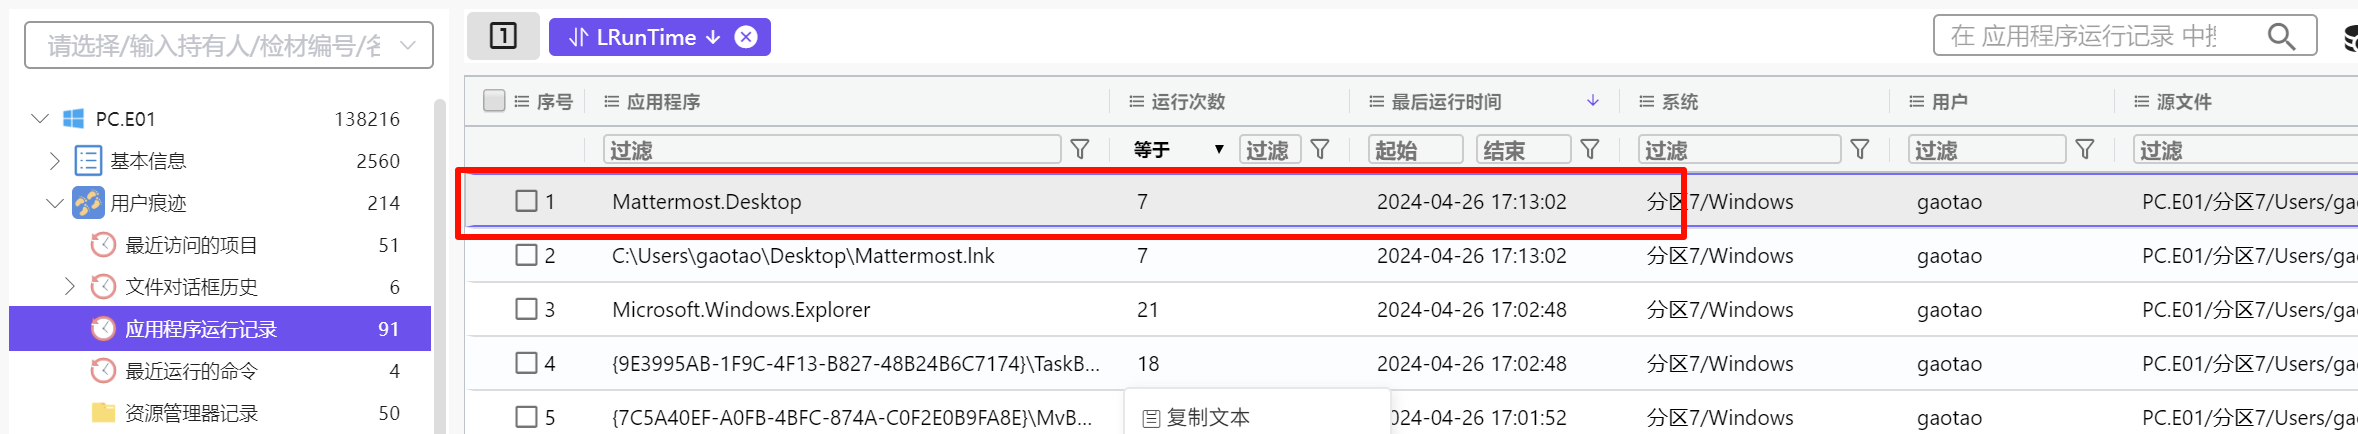 请选择/输入持有人/检材编号/名
PC.E01 138216
基本信息 2560
用户痕迹 214
最近访问的项目 51
文件对话框历史 6
应用程序运行记录 91
最近运行的命令 4
资源管理器记录 50
1 LRunTime
在 应用程序运行记录 中
序号 应用程序 运行次数 最后运行时间 系统 用户 源文件
过滤 等于 过滤 起始 结束 过滤 过滤 过滤
1 Mattermost.Desktop 7 2024-04-26 17:13:02 分区7/Windows gaotao PC.E01/分区7/Users/gao
2 C:\Users\gaotao\Desktop\Mattermost.lnk 7 2024-04-26 17:13:02 分区7/Windows gaotao PC.E01/分区7/Users/gao
3 Microsoft.Windows.Explorer 21 2024-04-26 17:02:48 分区7/Windows gaotao PC.E01/分区7/Users/gao
4 {9E3995AB-1F9C-4F13-B827-48B24B6C7174}\TaskB... 18 2024-04-26 17:02:48 分区7/Windows gaotao PC.E01/分区7/Users/gao
5 {7C5A40EF-A0FB-4BFC-874A-C0F2E0B9FA8E}\MvB... 024-04-26 17:01:52 分区7/Windows gaotao PC.E01/分区7/Users/gao
复制文本